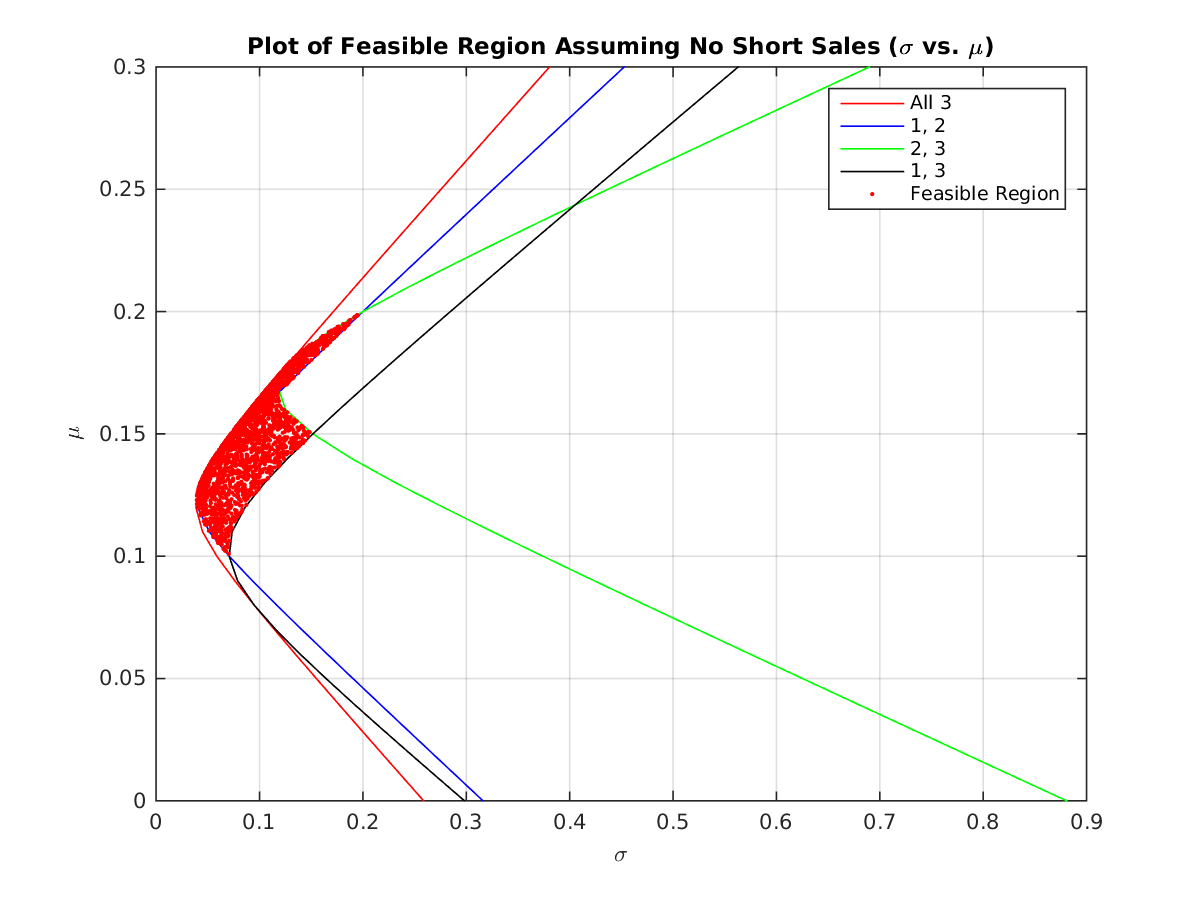 Plot of Feasible Region Assuming No Short Sales (σ vs. μ)
0.3
0.25
0.2
0.15
0.1
0.05
0
μ
All 3
1, 2
2, 3
1, 3
Feasible Region
0 0.1 0.2 0.3 0.4 0.5 0.6 0.7 0.8 0.9
σ